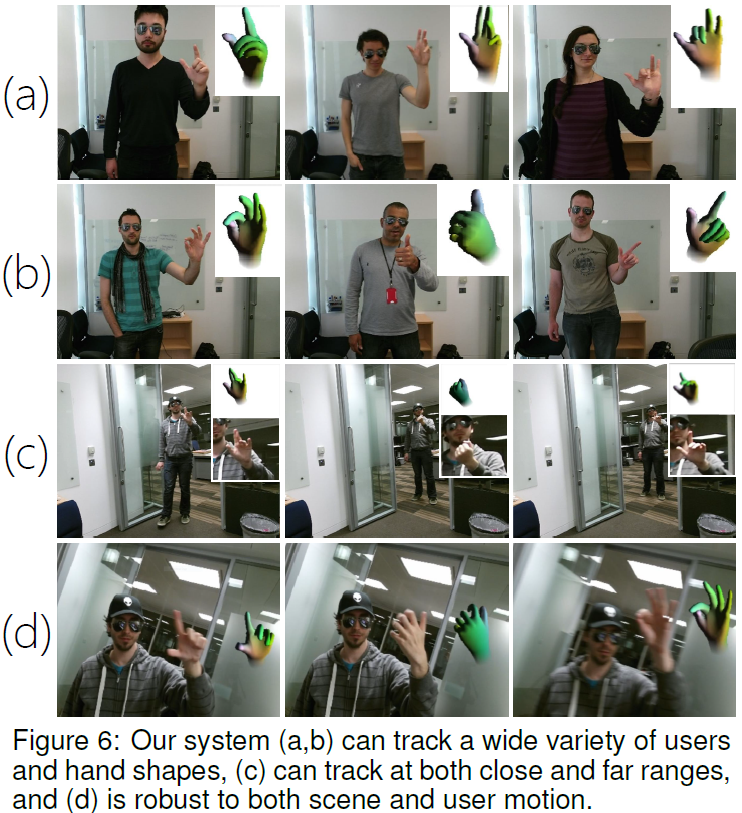 (a)
(b)
(c)
(d)
Figure 6: Our system (a,b) can track a wide variety of users
and hand shapes, (c) can track at both close and far ranges,
and (d) is robust to both scene and user motion.